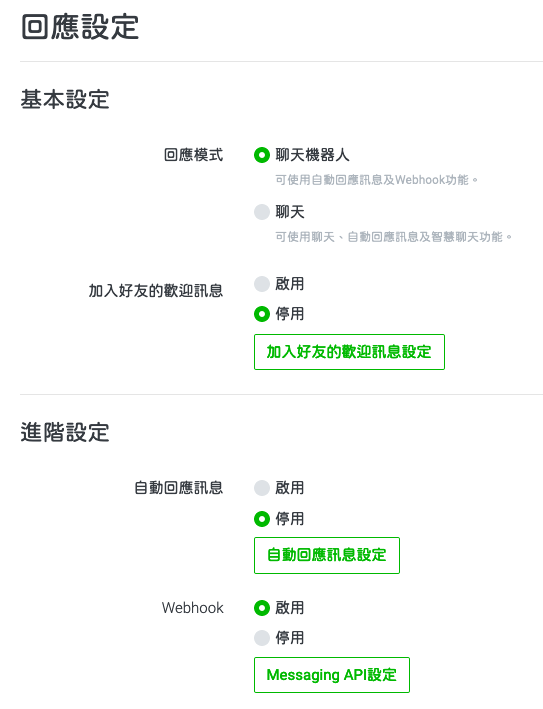 回應設定
基本設定
回應模式
聊天機器人
可使用自動回應訊息及Webhook功能。
聊天
可使用聊天、自動回應訊息及智慧聊天功能。
加入好友的歡迎訊息
啟用
停用
加入好友的歡迎訊息設定
進階設定
自動回應訊息
啟用
停用
自動回應訊息設定
Webhook
啟用
停用
Messaging API設定